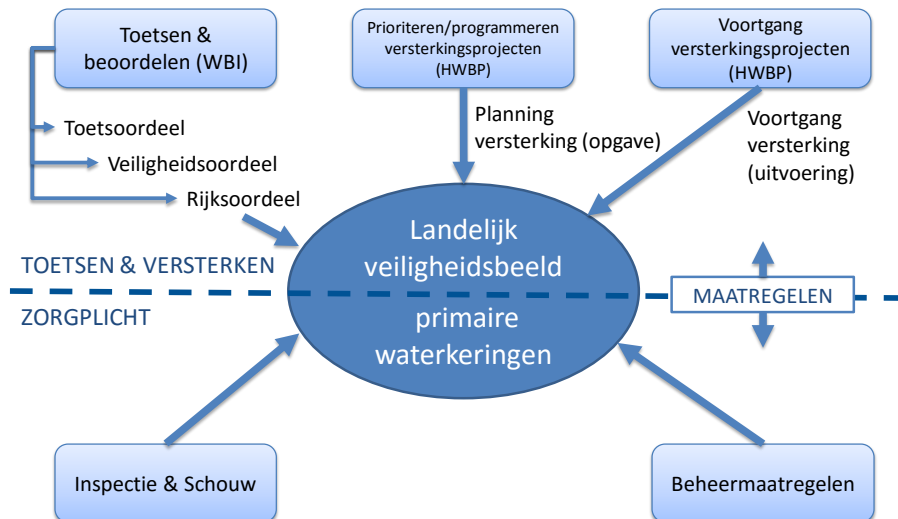 Toetsen &
beoordelen (WBI)
Prioriteren/programmeren
versterkingsprojecten
(HWBP)
Voortgang
versterkingsprojecten
(HWBP)
Toetsoordeel
Veiligheidsoordeel
Rijksoordeel
Planning
versterking (opgave)
Voortgang
versterking
(uitvoering)
Landelijk
veiligheidsbeeld
primaire
waterkeringen
TOETSEN & VERSTERKEN
ZORGPLICHT
MAATREGELEN
Inspectie & Schouw
Beheermaatregelen